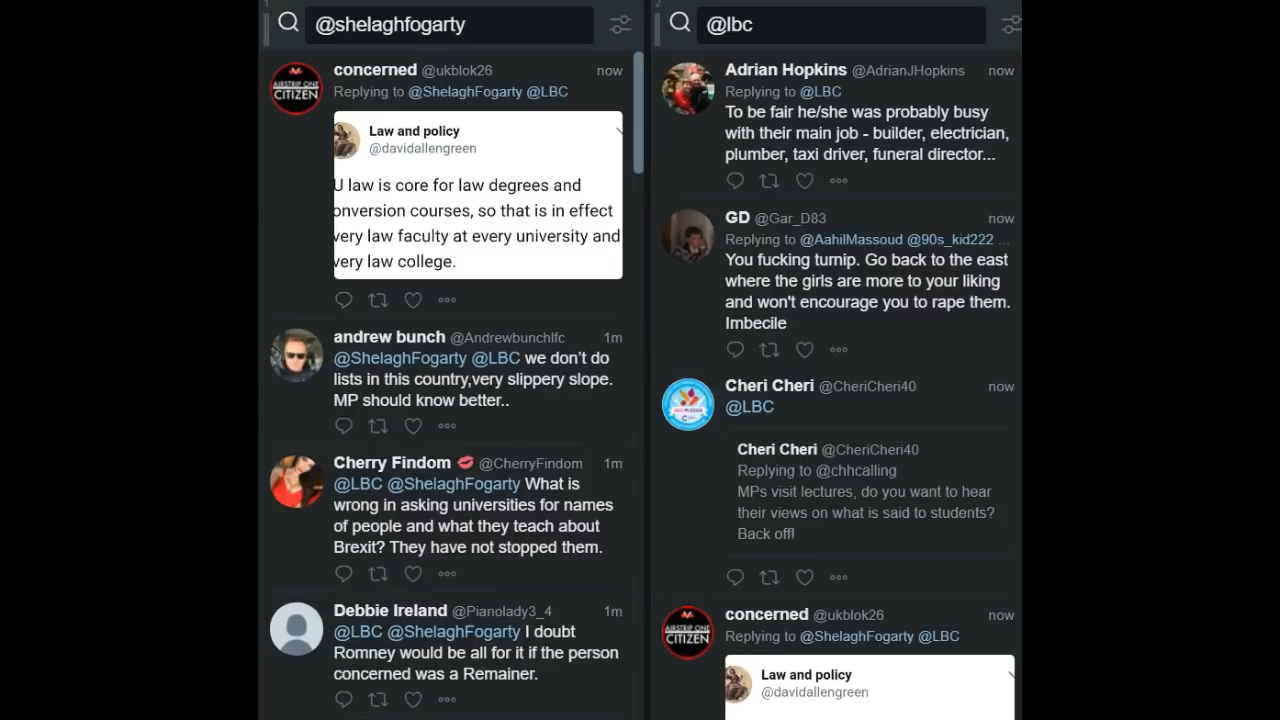 1
@shelaghfogarty
concerned @ukblok26 now
AIRSTRIP ONE
CITIZEN
Replying to @ShelaghFogarty @LBC
Law and policy
@davidallengreen
U law is core for law degrees and
onversion courses, so that is in effect
very law faculty at every university and
very law college.
andrew bunch @Andrewbunchlfc 1m
@ShelaghFogarty @LBC we don't do
lists in this country,very slippery slope.
MP should know better..
Cherry Findom 💋 @CherryFindom 1m
@LBC @ShelaghFogarty What is
wrong in asking universities for names
of people and what they teach about
Brexit? They have not stopped them.
Debbie Ireland @Pianolady3_4 1m
@LBC @ShelaghFogarty I doubt
Romney would be all for it if the person
concerned was a Remainer.
2
@lbc
Adrian Hopkins @AdrianJHopkins now
Replying to @LBC
To be fair he/she was probably busy
with their main job - builder, electrician,
plumber, taxi driver, funeral director...
GD @Gar_D83 now
Replying to @AahilMassoud @90s_kid222 ...
You fucking turnip. Go back to the east
where the girls are more to your liking
and won't encourage you to rape them.
Imbecile
Cheri Cheri @CheriCheri40 now
@LBC
Cheri Cheri @CheriCheri40
Replying to @chhcalling
MPs visit lectures, do you want to hear
their views on what is said to students?
Back off!
concerned @ukblok26 now
AIRSTRIP ONE
CITIZEN
Replying to @ShelaghFogarty @LBC
Law and policy
@davidallengreen